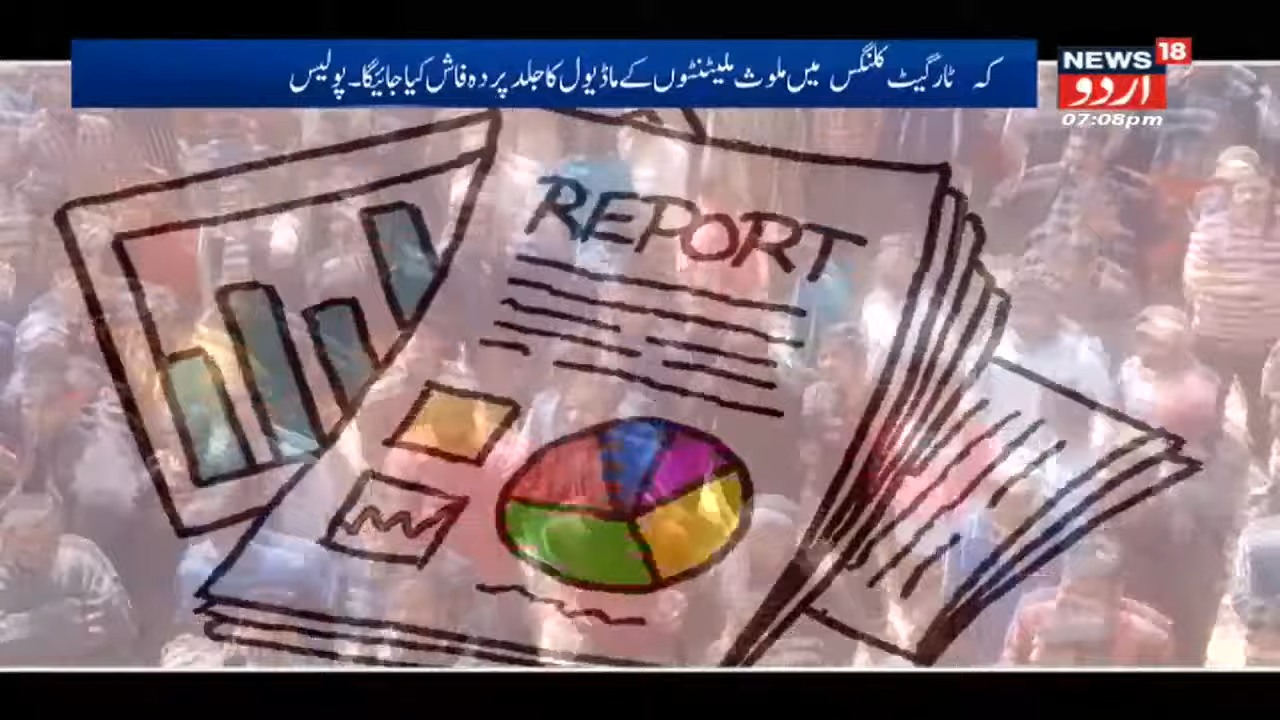 کہ ٹارگیٹ کلنگس میں ملوث ملیٹنٹوں کے ماڈیول کا جلد پردہ فاش کیا جائیگا۔ پولیس
NEWS 18
اردو
07:08pm
REPORT